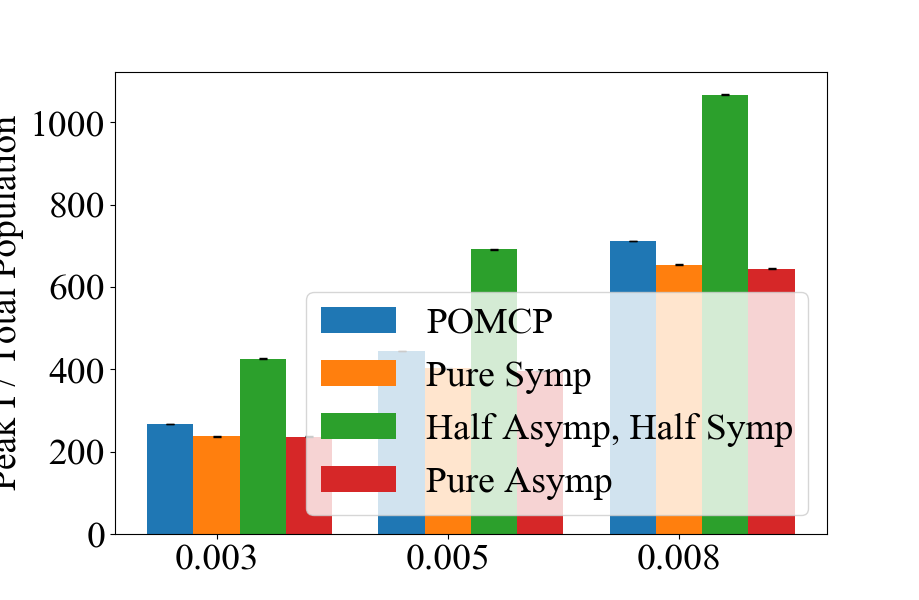 Peak I / Total Population
1000
800
600
400
200
0
0.003
0.005
0.008
POMCP
Pure Symp
Half Asymp, Half Symp
Pure Asymp